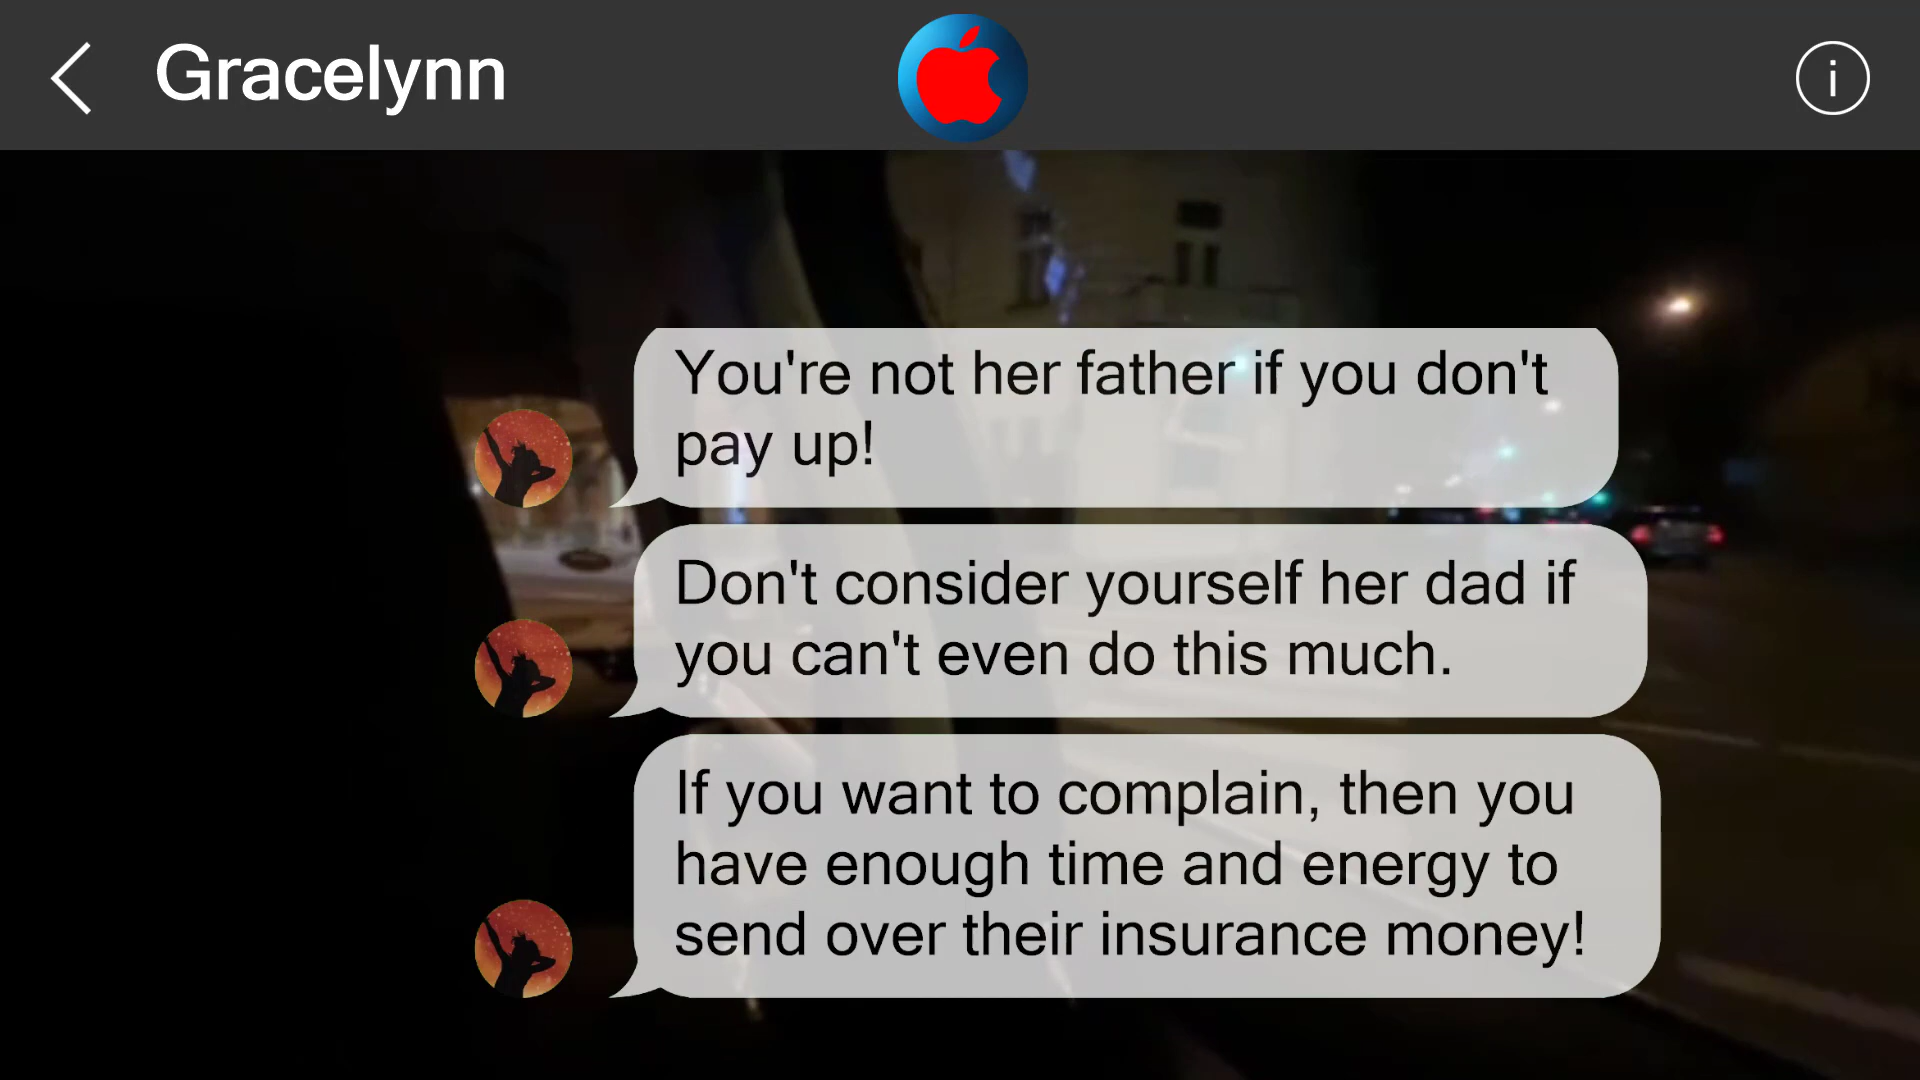 Gracelynn
i
You're not her father if you don't
pay up!
Don't consider yourself her dad if
you can't even do this much.
If you want to complain, then you
have enough time and energy to
send over their insurance money!